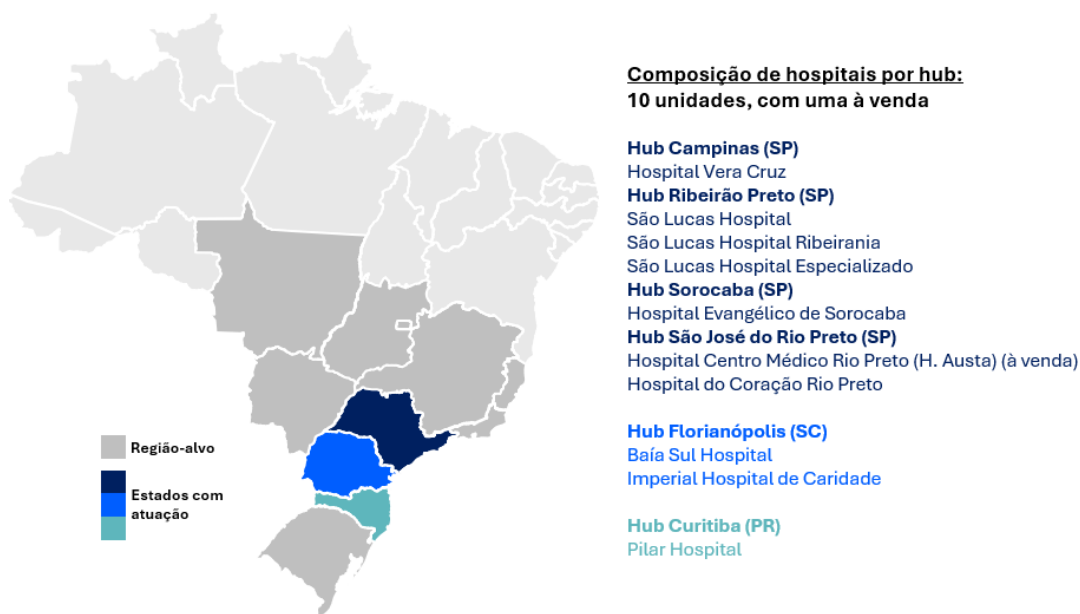 Composição de hospitais por hub:
10 unidades, com uma à venda
Hub Campinas (SP)
Hospital Vera Cruz
Hub Ribeirão Preto (SP)
São Lucas Hospital
São Lucas Hospital Ribeirania
São Lucas Hospital Especializado
Hub Sorocaba (SP)
Hospital Evangélico de Sorocaba
Hub São José do Rio Preto (SP)
Hospital Centro Médico Rio Preto (H. Austa) (à venda)
Hospital do Coração Rio Preto
Hub Florianópolis (SC)
Baía Sul Hospital
Imperial Hospital de Caridade
Hub Curitiba (PR)
Pilar Hospital
Região-alvo
Estados com
atuação